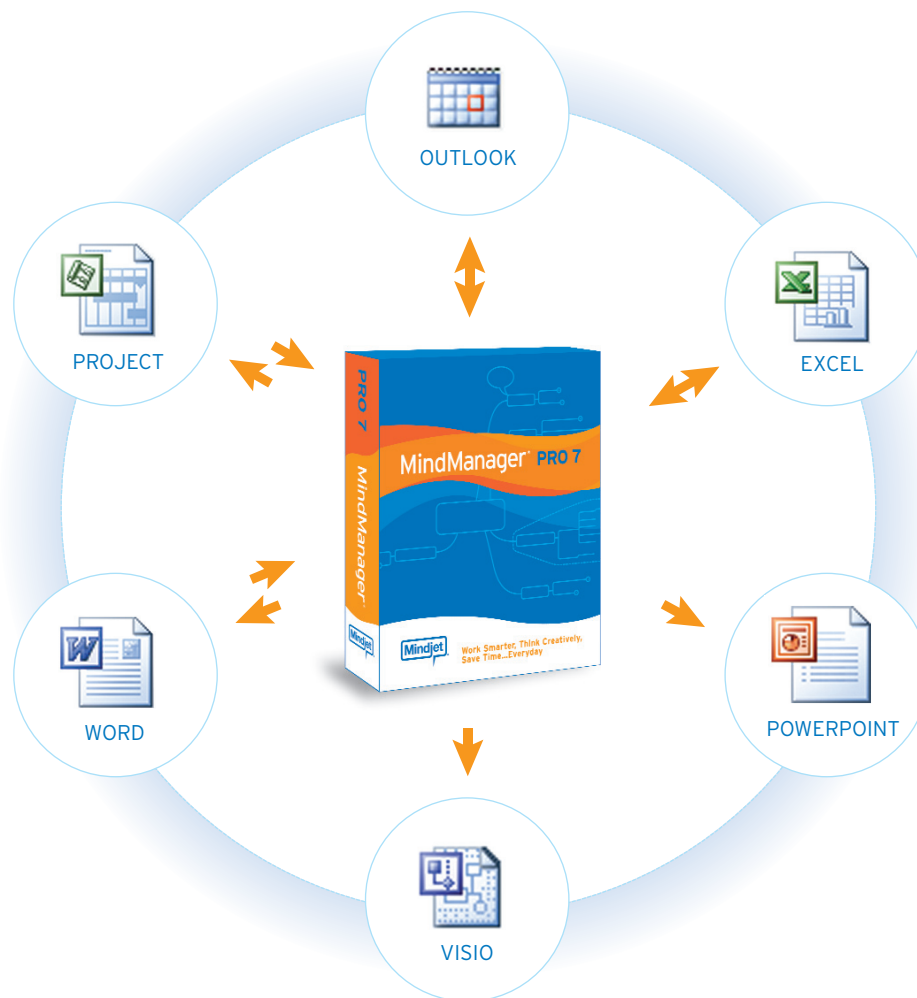 OUTLOOK
PROJECT
EXCEL
PRO 7
MindManager
MindManager® PRO 7
Mindjet
Mindjet
Work Smarter, Think Creatively,
Save Time...Everyday
WORD
POWERPOINT
VISIO